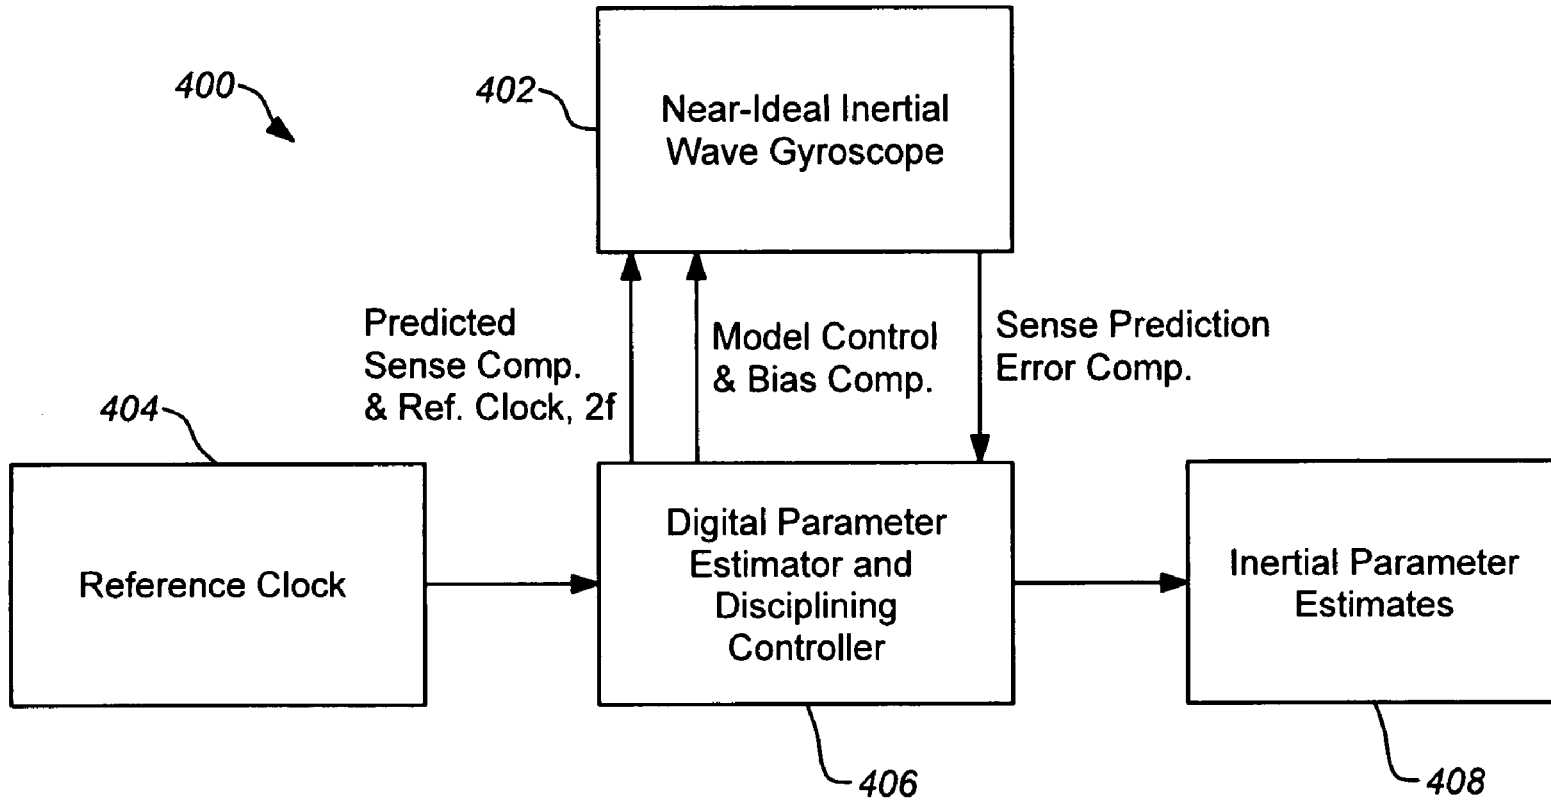 400
402
Near-Ideal Inertial
Wave Gyroscope
Predicted
Sense Comp.
& Ref. Clock, 2f
Model Control
& Bias Comp.
Sense Prediction
Error Comp.
404
Reference Clock
Digital Parameter
Estimator and
Disciplining
Controller
Inertial Parameter
Estimates
406
408